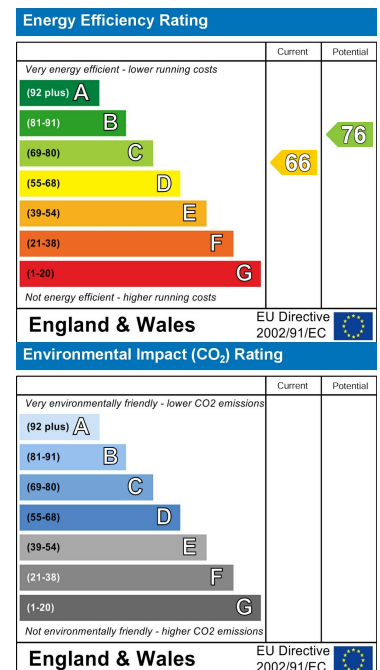 Energy Efficiency Rating
Current Potential
Very energy efficient - lower running costs
(92 plus) A
(81-91) B
(69-80) C
(55-68) D
(39-54) E
(21-38) F
(1-20) G
66
76
Not energy efficient - higher running costs
England & Wales
EU Directive
2002/91/EC
Environmental Impact (CO₂) Rating
Current Potential
Very environmentally friendly - lower CO2 emissions
(92 plus) A
(81-91) B
(69-80) C
(55-68) D
(39-54) E
(21-38) F
(1-20) G
Not environmentally friendly - higher CO2 emissions
England & Wales
EU Directive
2002/91/EC